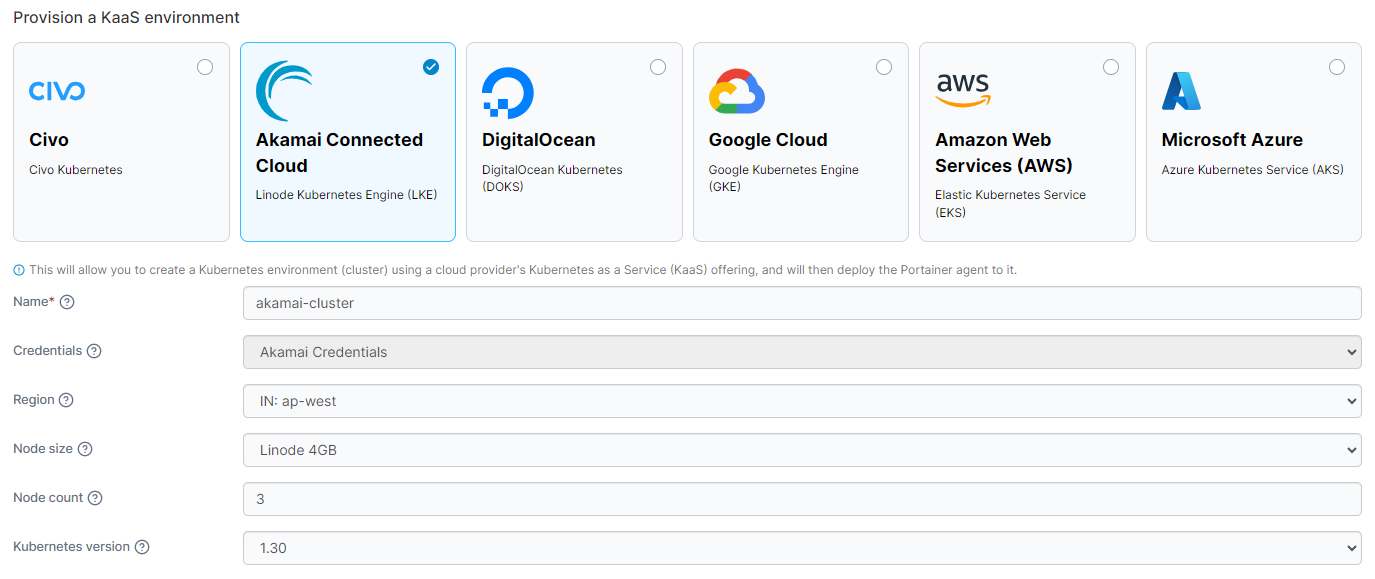 Provision a KaaS environment
CIVO
Civo
Civo Kubernetes
Akamai Connected
Cloud
Linode Kubernetes Engine (LKE)
DigitalOcean
DigitalOcean Kubernetes
(DOKS)
Google Cloud
Google Kubernetes Engine
(GKE)
aws
Amazon Web
Services (AWS)
Elastic Kubernetes Service
(EKS)
Microsoft Azure
Azure Kubernetes Service (AKS)
This will allow you to create a Kubernetes environment (cluster) using a cloud provider's Kubernetes as a Service (KaaS) offering, and will then deploy the Portainer agent to it.
Name* akamai-cluster
Credentials Akamai Credentials
Region IN: ap-west
Node size Linode 4GB
Node count 3
Kubernetes version 1.30